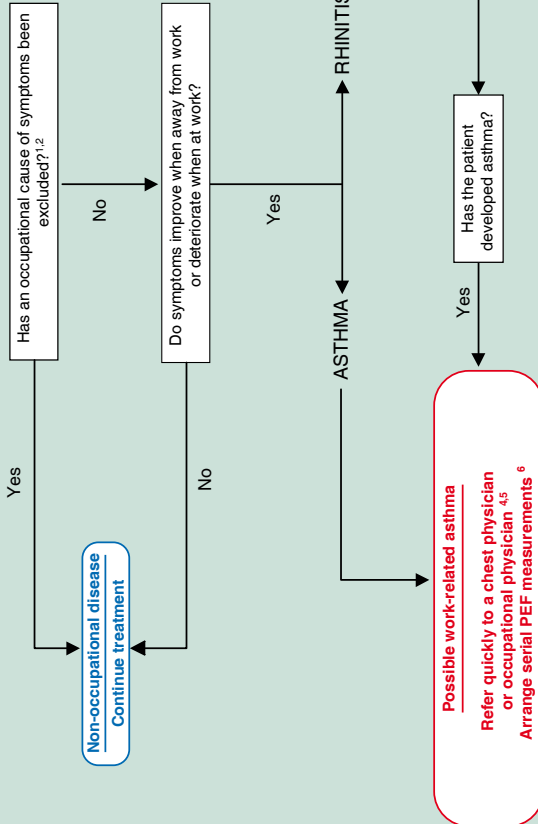 Has an occupational cause of symptoms been
excluded?1,2
Yes
No
Do symptoms improve when away from work
or deteriorate when at work?
No
Yes
Non-occupational disease
Continue treatment
ASTHMA
RHINITIS
Has the patient
developed asthma?
Yes
Possible work-related asthma
Refer quickly to a chest physician
or occupational physician 4,5
Arrange serial PEF measurements 6